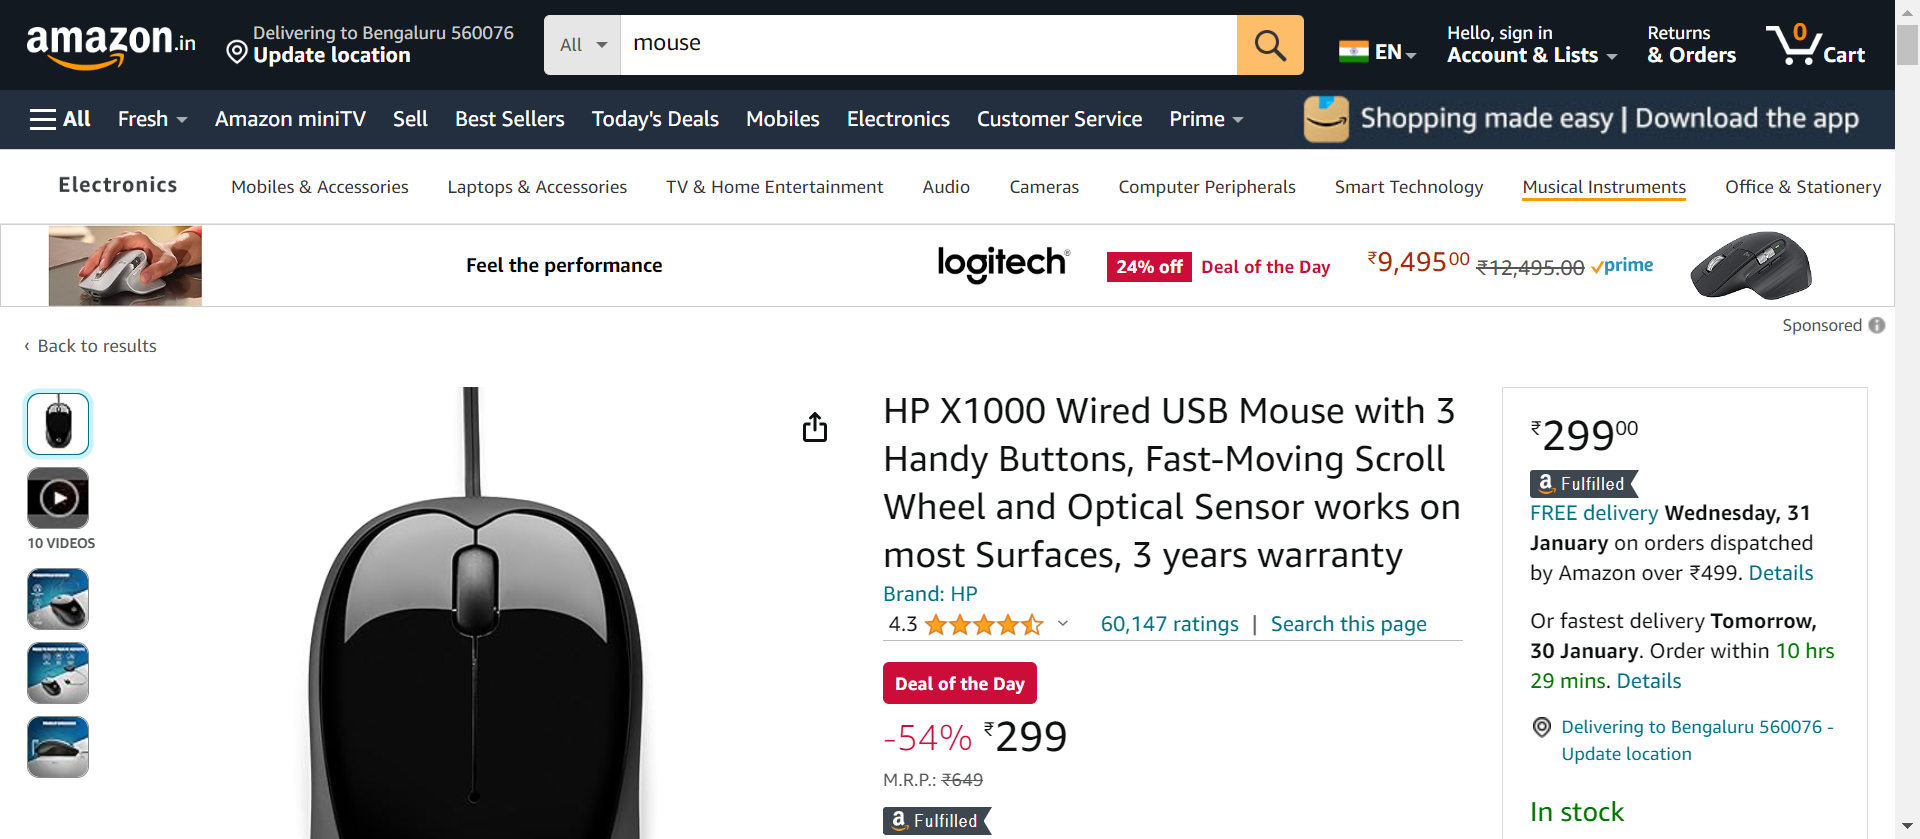 amazon.in
Delivering to Bengaluru 560076
Update location
All
mouse
EN
Hello, sign in
Account & Lists
Returns
& Orders
0
Cart
All
Fresh
Amazon miniTV
Sell
Best Sellers
Today's Deals
Mobiles
Electronics
Customer Service
Prime
Shopping made easy | Download the app
Electronics
Mobiles & Accessories
Laptops & Accessories
TV & Home Entertainment
Audio
Cameras
Computer Peripherals
Smart Technology
Musical Instruments
Office & Stationery
Feel the performance
logitech®
24% off
Deal of the Day
₹9,49500
₹12,495.00
prime
Sponsored
‹ Back to results
10 VIDEOS
HP X1000 Wired USB Mouse with 3
Handy Buttons, Fast-Moving Scroll
Wheel and Optical Sensor works on
most Surfaces, 3 years warranty
Brand: HP
4.3
60,147 ratings | Search this page
Deal of the Day
-54% ₹299
M.R.P.: ₹649
a Fulfilled
₹29900
a Fulfilled
FREE delivery Wednesday, 31
January on orders dispatched
by Amazon over ₹499. Details
Or fastest delivery Tomorrow,
30 January. Order within 10 hrs
29 mins. Details
Delivering to Bengaluru 560076 -
Update location
In stock